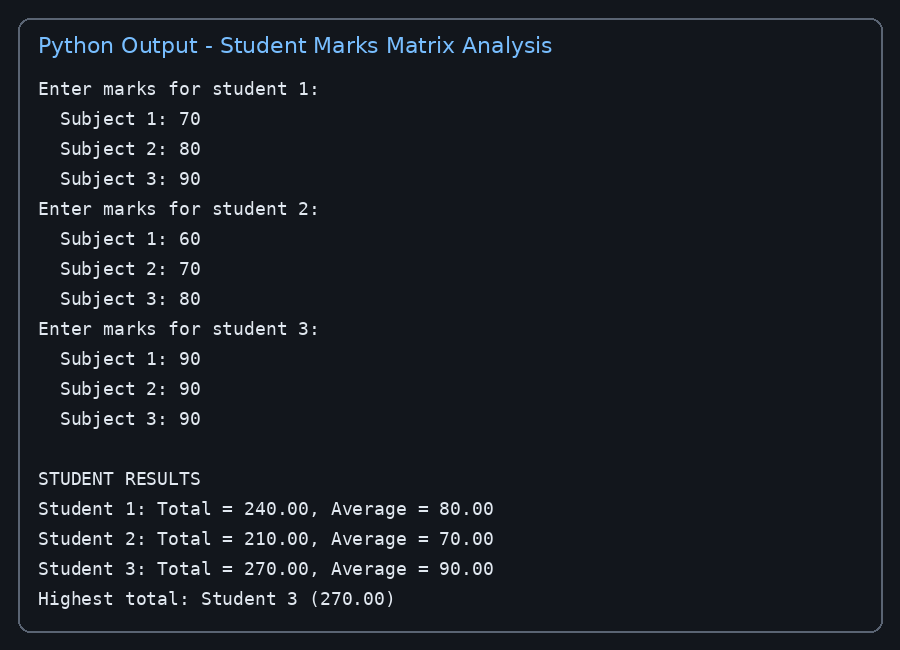 Python Output - Student Marks Matrix Analysis
Enter marks for student 1:
  Subject 1: 70
  Subject 2: 80
  Subject 3: 90
Enter marks for student 2:
  Subject 1: 60
  Subject 2: 70
  Subject 3: 80
Enter marks for student 3:
  Subject 1: 90
  Subject 2: 90
  Subject 3: 90

STUDENT RESULTS
Student 1: Total = 240.00, Average = 80.00
Student 2: Total = 210.00, Average = 70.00
Student 3: Total = 270.00, Average = 90.00
Highest total: Student 3 (270.00)